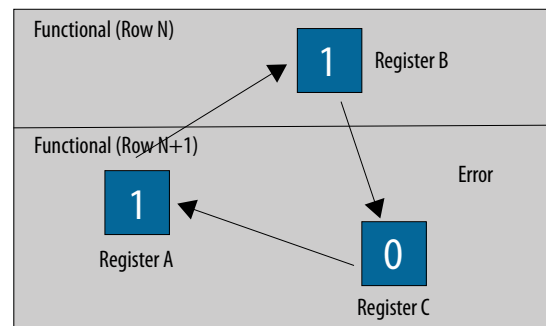 Functional (Row N)
1
Register B
Functional (Row N+1)
Error
1
Register A
0
Register C